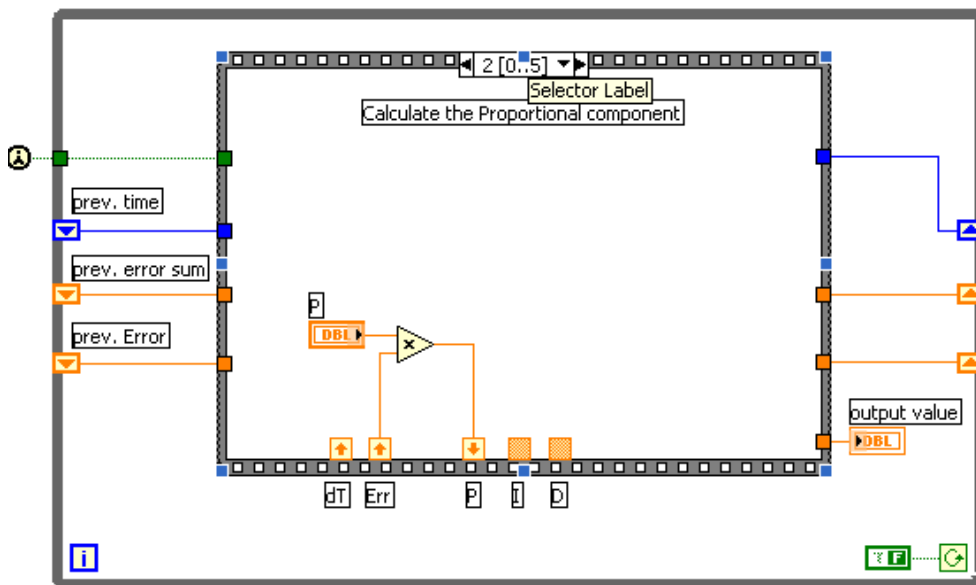 2 [0..5]
Selector Label
Calculate the Proportional component
prev. time
prev. error sum
P
DBL
prev. Error
output value
DBL
dT Err P I D
i
F